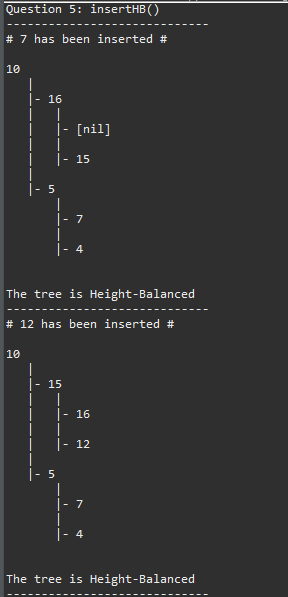 Question 5: insertHB()
-----------------------------
# 7 has been inserted #
10
|
|- 16
| |
| |- [nil]
| |
| |- 15
|
|- 5
|
|- 7
|
|- 4
The tree is Height-Balanced
-----------------------------
# 12 has been inserted #
10
|
|- 15
| |
| |- 16
| |
| |- 12
|
|- 5
|
|- 7
|
|- 4
The tree is Height-Balanced
-----------------------------